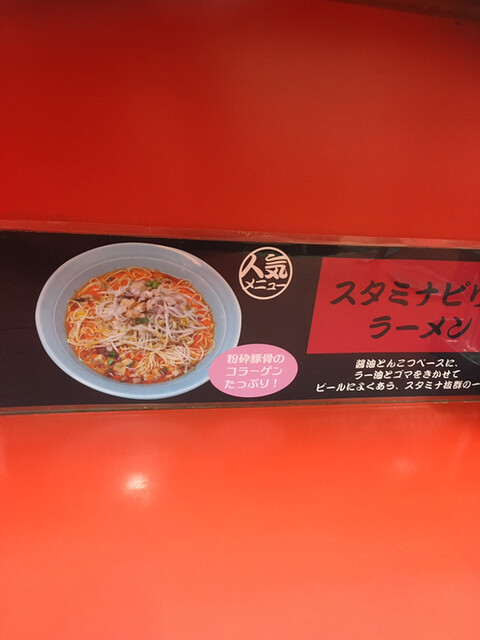 人気
メニュー
粉砕豚骨の
コラーゲン
たっぷり！
スタミナピリ
ラーメン
醤油とんこつベースに、
ラー油とゴマをきかせて
ビールによくあう、スタミナ抜群の一